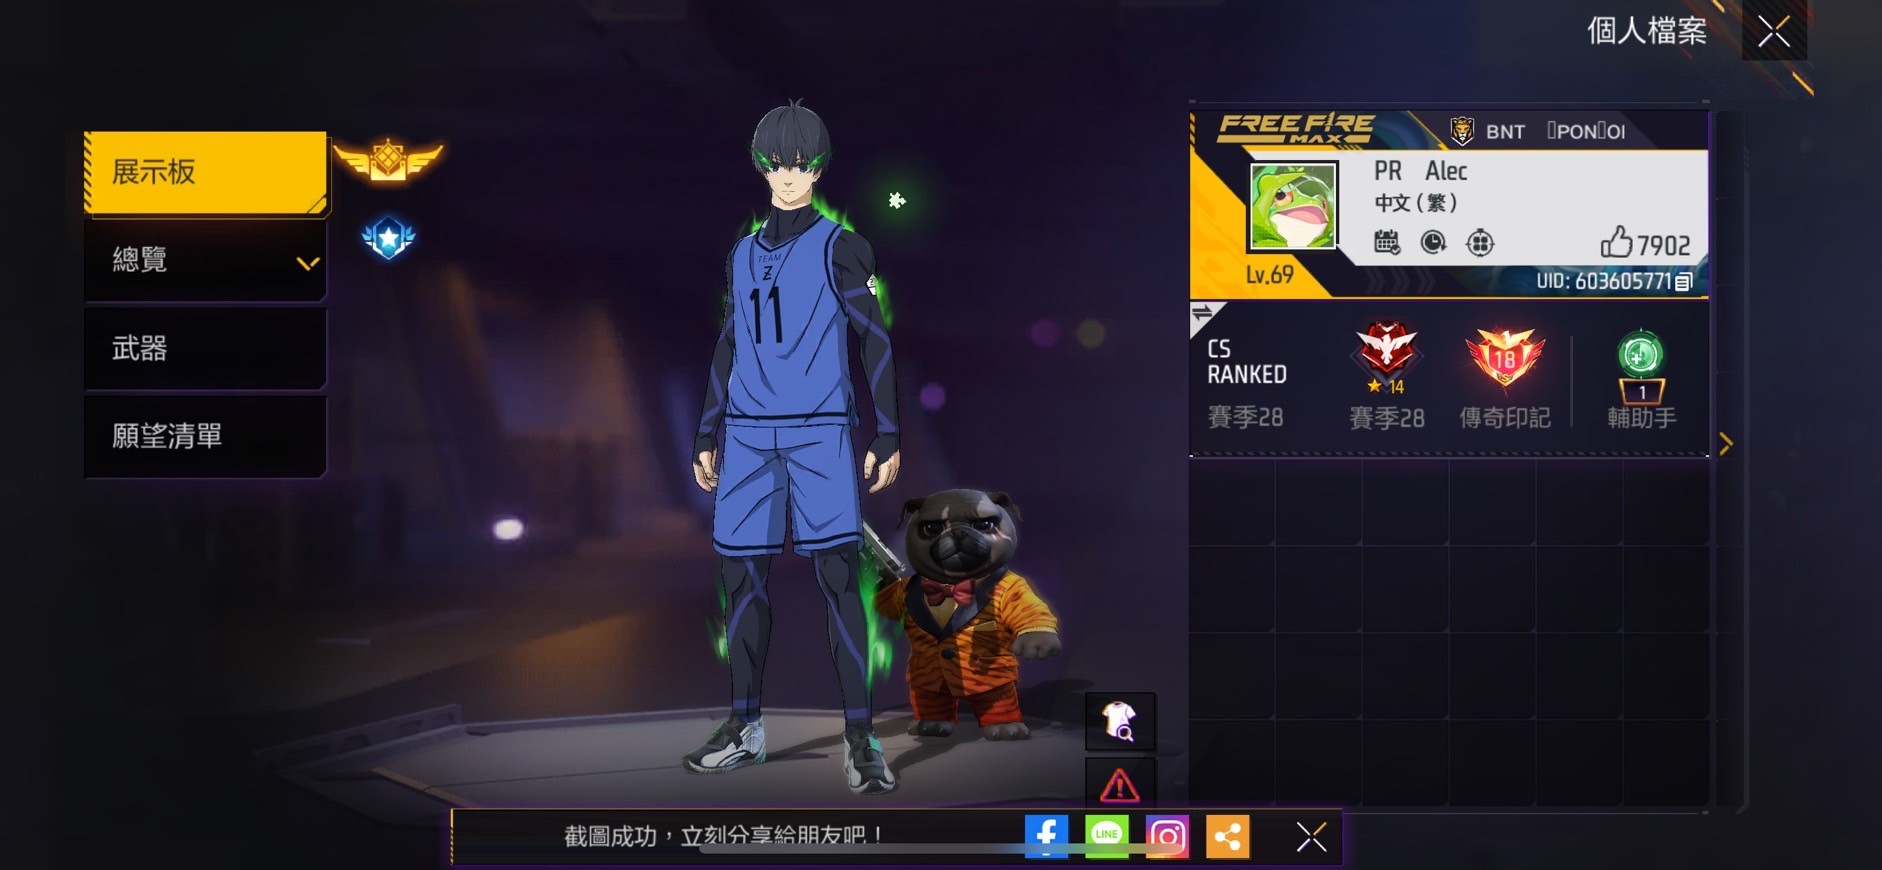 個人檔案
展示板
總覽
武器
願望清單
TEAM
Z
11
FREE FIRE
MAX
BNT PON OI
PR Alec
中文(繁)
7902
Lv.69
UID: 603605771
CS
RANKED
賽季28
14
賽季28
18
傳奇印記
1
輔助手
截圖成功，立刻分享給朋友吧！
LINE